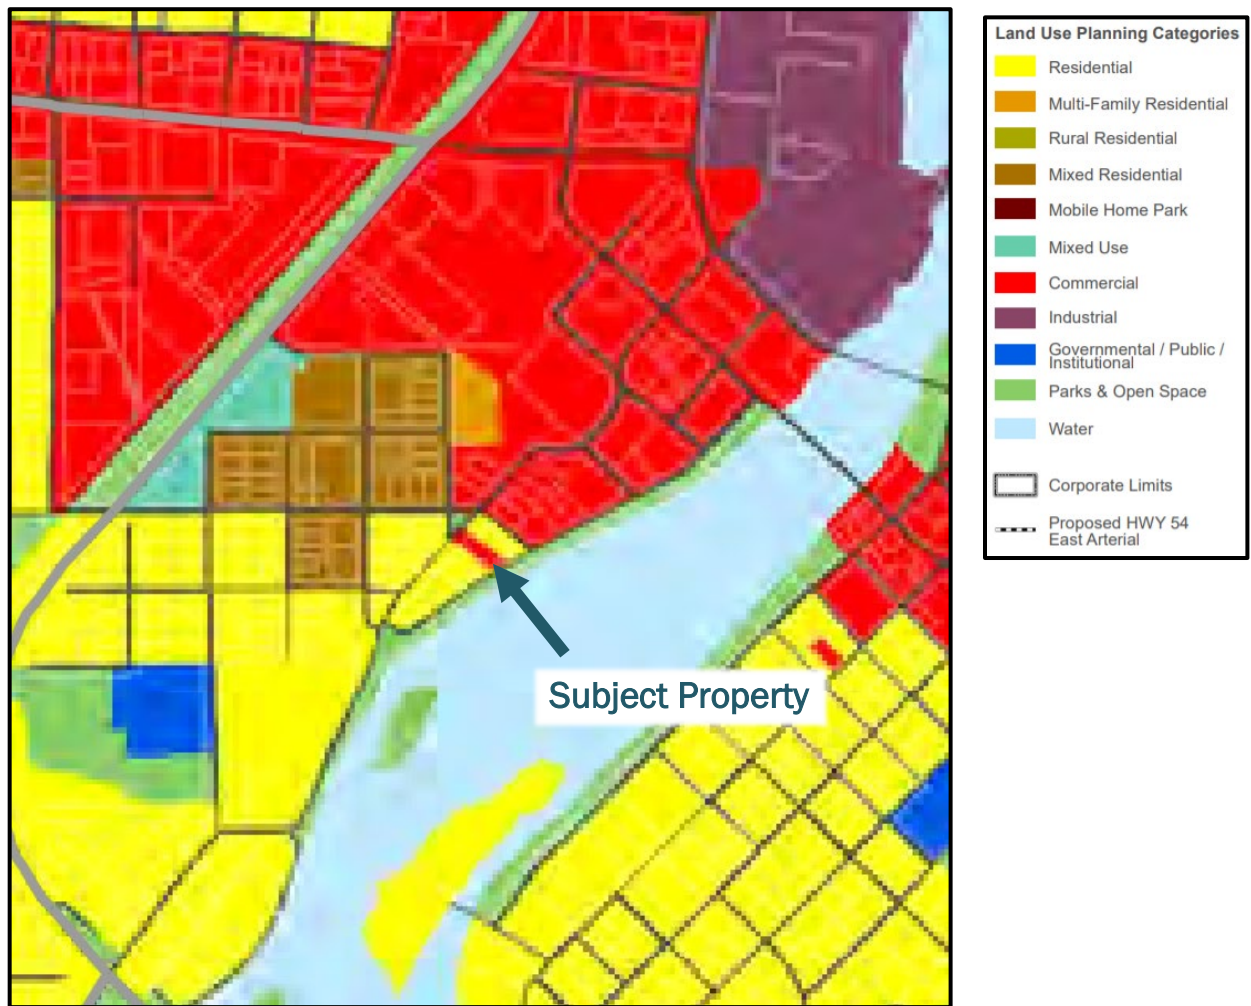 Land Use Planning Categories
Residential
Multi-Family Residential
Rural Residential
Mixed Residential
Mobile Home Park
Mixed Use
Commercial
Industrial
Governmental / Public /
Institutional
Parks & Open Space
Water
Corporate Limits
Proposed HWY 54
East Arterial
Subject Property